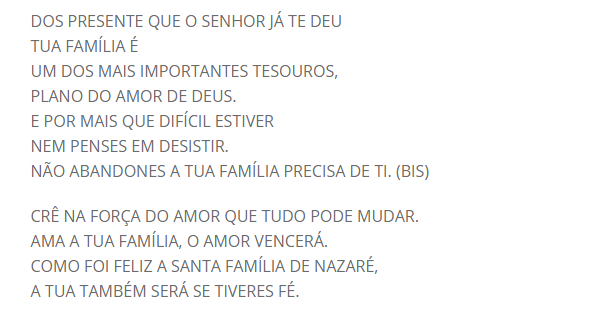 DOS PRESENTE QUE O SENHOR JÁ TE DEU
TUA FAMÍLIA É
UM DOS MAIS IMPORTANTES TESOUROS,
PLANO DO AMOR DE DEUS.
E POR MAIS QUE DIFÍCIL ESTIVER
NEM PENSES EM DESISTIR.
NÃO ABANDONES A TUA FAMÍLIA PRECISA DE TI. (BIS)
CRÊ NA FORÇA DO AMOR QUE TUDO PODE MUDAR.
AMA A TUA FAMÍLIA, O AMOR VENCERÁ.
COMO FOI FELIZ A SANTA FAMÍLIA DE NAZARÉ,
A TUA TAMBÉM SERÁ SE TIVERES FÉ.